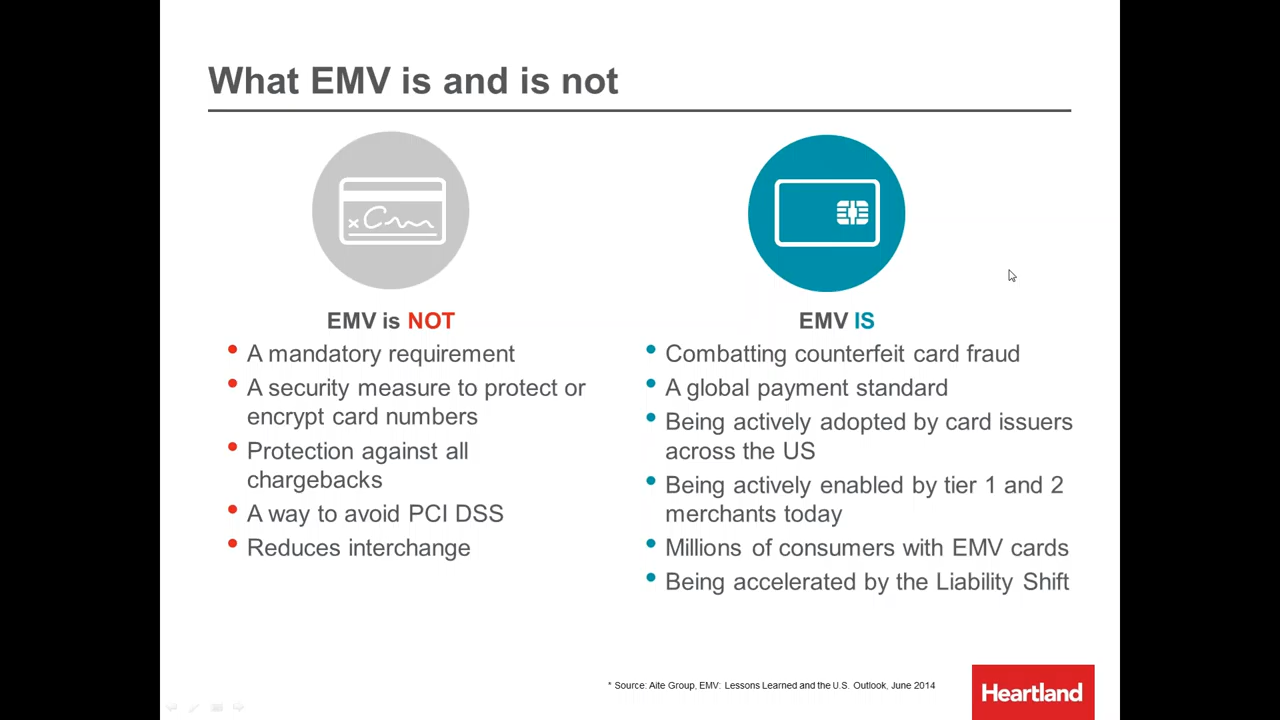 What EMV is and is not
EMV is NOT
• A mandatory requirement
• A security measure to protect or
encrypt card numbers
• Protection against all
chargebacks
• A way to avoid PCI DSS
• Reduces interchange
EMV IS
• Combatting counterfeit card fraud
• A global payment standard
• Being actively adopted by card issuers
across the US
• Being actively enabled by tier 1 and 2
merchants today
• Millions of consumers with EMV cards
• Being accelerated by the Liability Shift
* Source: Aite Group, EMV: Lessons Learned and the U.S. Outlook, June 2014
Heartland